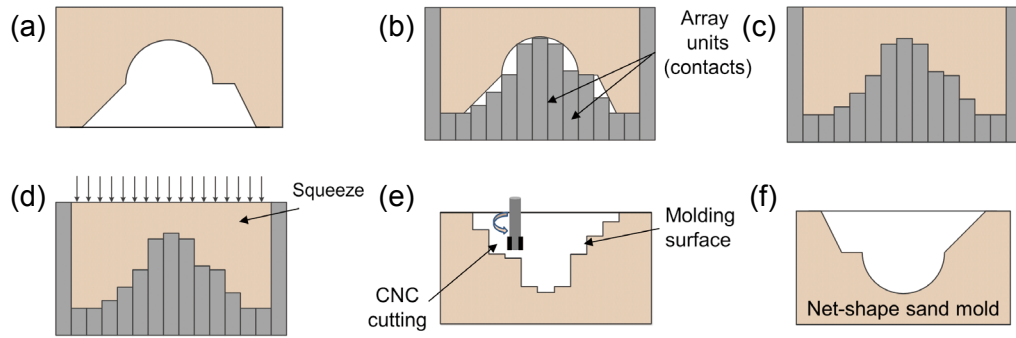 (a)
(b)
Array
units
(contacts)
(c)
(d)
Squeeze
(e)
Molding
surface
CNC
cutting
(f)
Net-shape sand mold